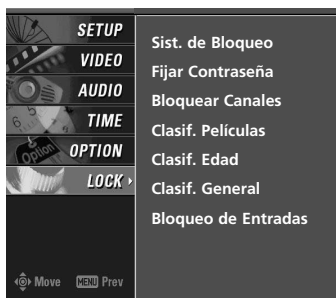 SETUP
VIDEO
AUDIO
TIME
OPTION
LOCK
Option
Move MENU Prev
Sist. de Bloqueo
Fijar Contraseña
Bloquear Canales
Clasif. Películas
Clasif. Edad
Clasif. General
Bloqueo de Entradas